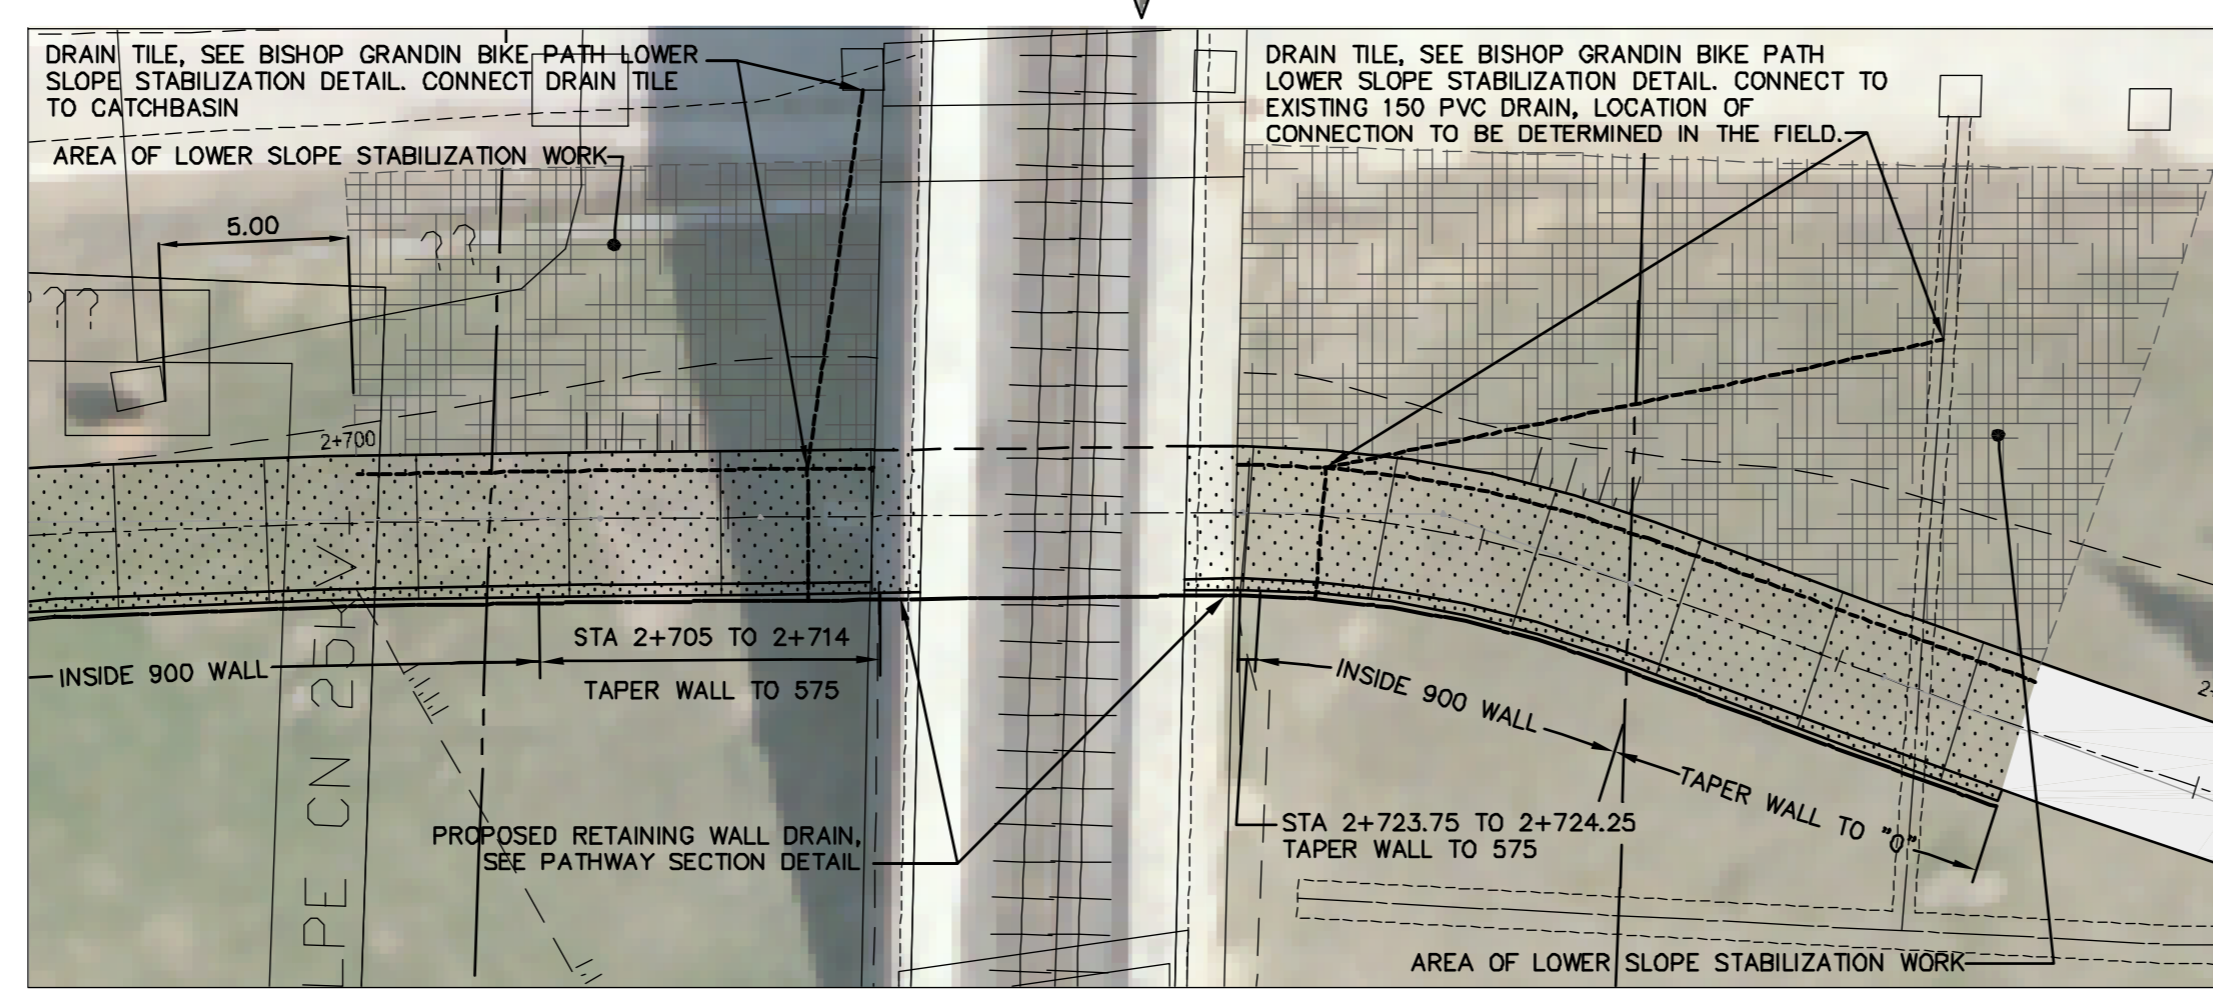 DRAIN TILE, SEE BISHOP GRANDIN BIKE PATH LOWER
SLOPE STABILIZATION DETAIL. CONNECT DRAIN TILE
TO CATCHBASIN
AREA OF LOWER SLOPE STABILIZATION WORK
5.00
? ?
? ?
2+700
INSIDE 900 WALL
STA 2+705 TO 2+714
TAPER WALL TO 575
PROPOSED RETAINING WALL DRAIN,
SEE PATHWAY SECTION DETAIL
LPE CN 25KV
DRAIN TILE, SEE BISHOP GRANDIN BIKE PATH
LOWER SLOPE STABILIZATION DETAIL. CONNECT TO
EXISTING 150 PVC DRAIN, LOCATION OF
CONNECTION TO BE DETERMINED IN THE FIELD.
INSIDE 900 WALL
TAPER WALL TO "0"
STA 2+723.75 TO 2+724.25
TAPER WALL TO 575
AREA OF LOWER SLOPE STABILIZATION WORK